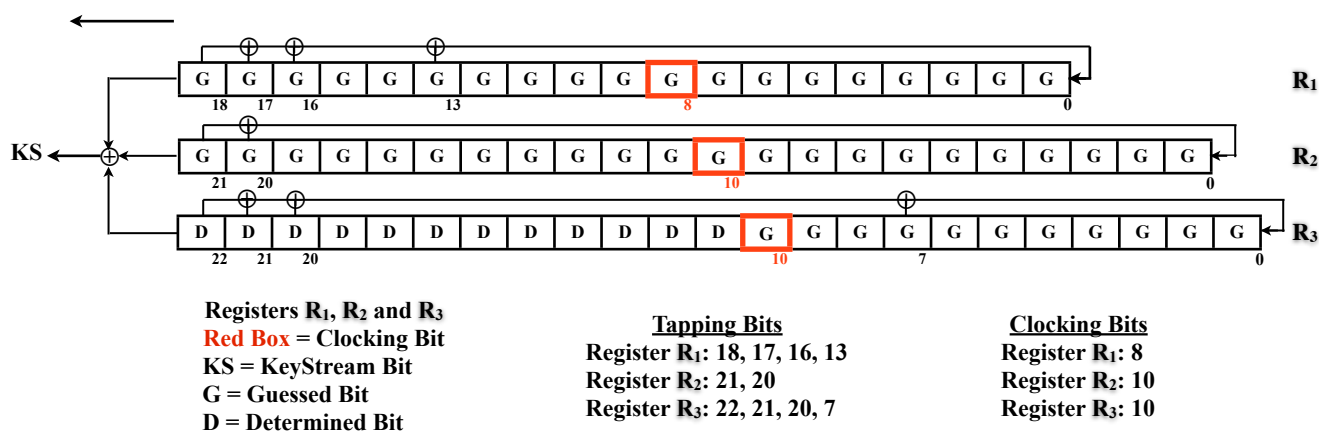 G G G G G G G G G G G G G G G G G G G R₁
18 17 16 13 8 0
KS G G G G G G G G G G G G G G G G G G G G G G R₂
21 20 10 0
D D D D D D D D D D D D G G G G G G G G G G G R₃
22 21 20 10 7 0
Registers R₁, R₂ and R₃
Red Box = Clocking Bit
KS = KeyStream Bit
G = Guessed Bit
D = Determined Bit
Tapping Bits
Register R₁: 18, 17, 16, 13
Register R₂: 21, 20
Register R₃: 22, 21, 20, 7
Clocking Bits
Register R₁: 8
Register R₂: 10
Register R₃: 10